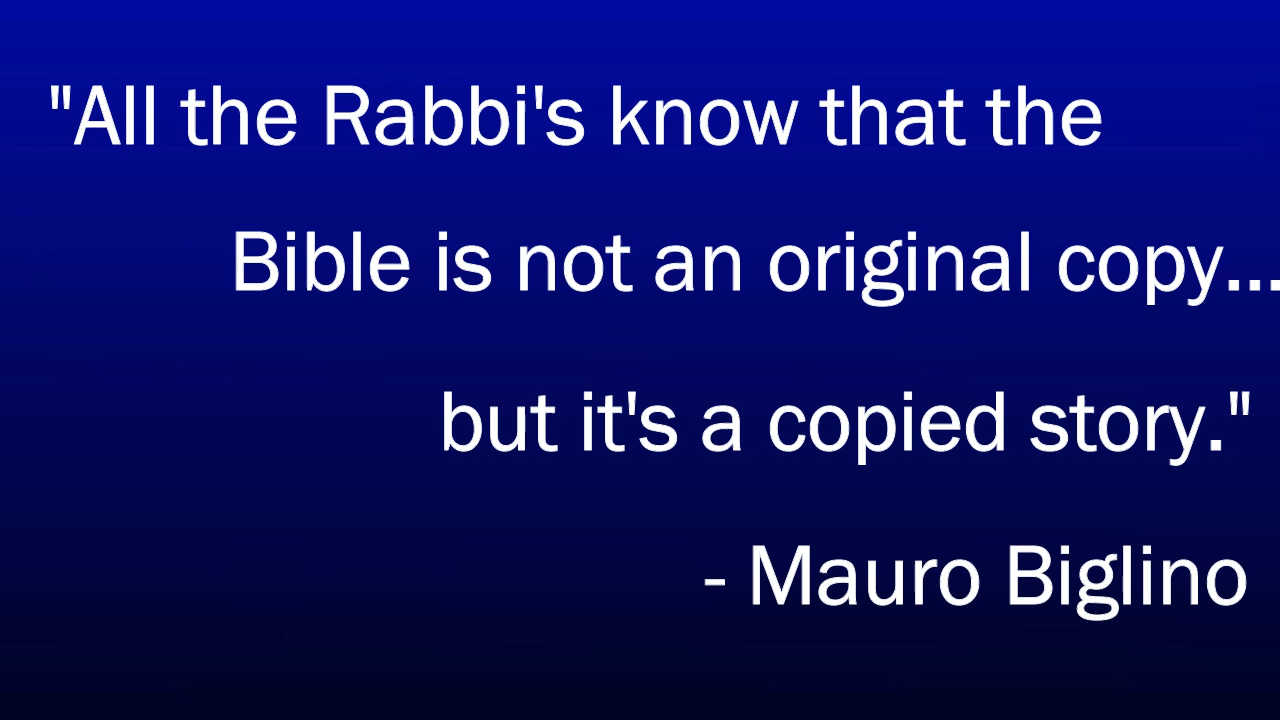 "All the Rabbi's know that the
Bible is not an original copy...
but it's a copied story."
- Mauro Biglino